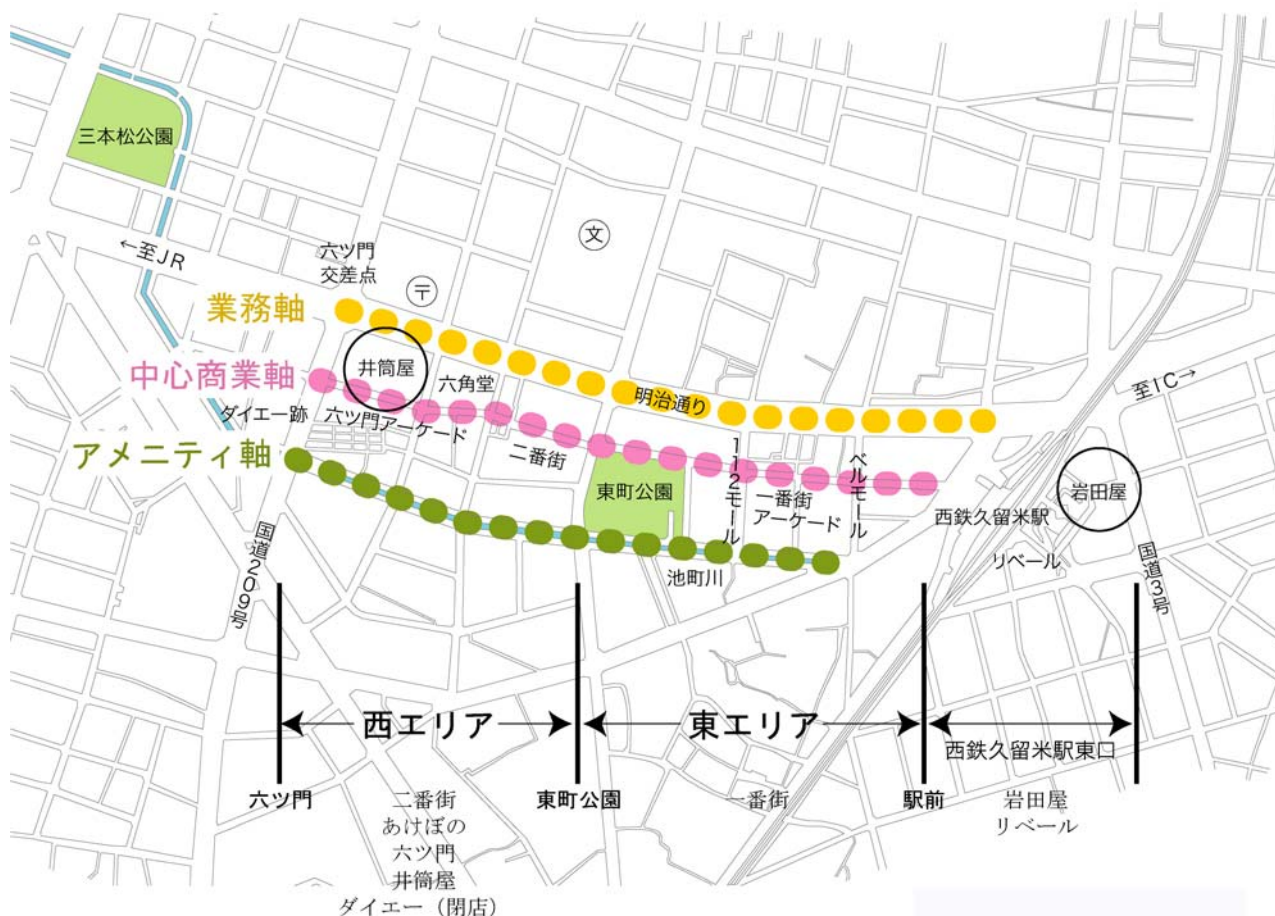 三本松公園
文
←至JR
六ツ門
交差点
〒
業務軸
井筒屋
中心商業軸
六角堂
明治通り
至IC→
ダイエー跡
六ツ門アーケード
アメニティ軸
二番街
東町公園
112モール
一番街
アーケード
ベルモール
岩田屋
西鉄久留米駅
リベール
国道209号
池町川
国道3号
西エリア
東エリア
西鉄久留米駅東口
六ツ門
二番街
あけぼの
六ツ門
井筒屋
ダイエー（閉店）
東町公園
一番街
駅前
岩田屋
リベール